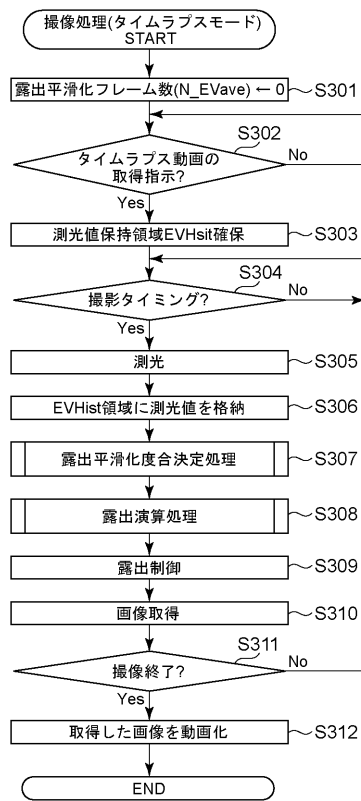 撮像処理(タイムラプスモード)
START
露出平滑化フレーム数(N_EVave) ← 0
S301
S302
タイムラプス動画の
取得指示?
No
Yes
測光値保持領域EVHsit確保
S303
S304
撮影タイミング?
No
Yes
測光
S305
EVHist領域に測光値を格納
S306
露出平滑化度合決定処理
S307
露出演算処理
S308
露出制御
S309
画像取得
S310
S311
撮像終了?
No
Yes
取得した画像を動画化
S312
END